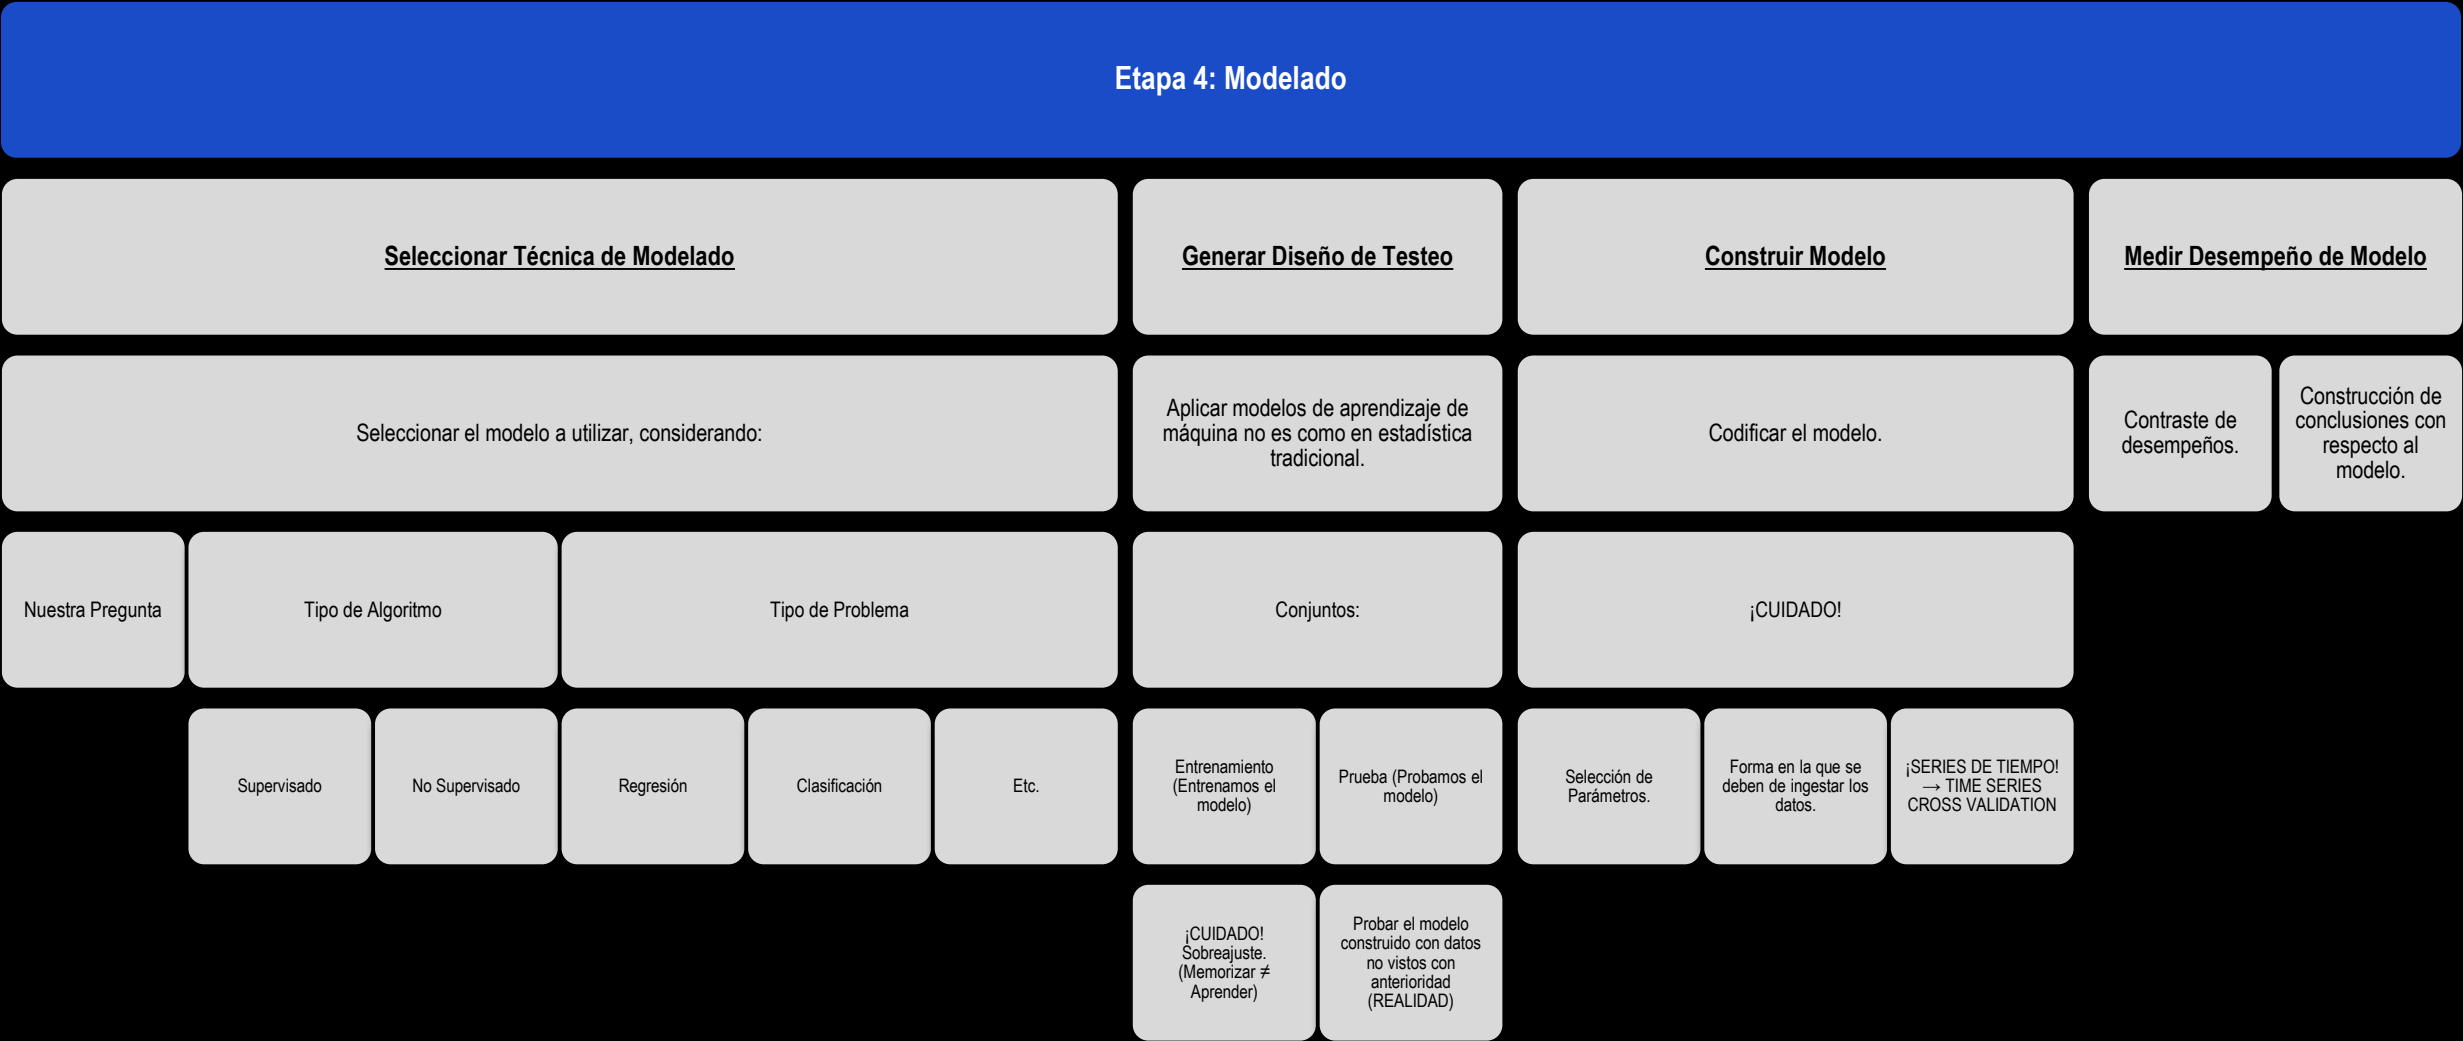 Etapa 4: Modelado
Seleccionar Técnica de Modelado
Generar Diseño de Testeo
Construir Modelo
Medir Desempeño de Modelo
Seleccionar el modelo a utilizar, considerando:
Aplicar modelos de aprendizaje de
máquina no es como en estadística
tradicional.
Codificar el modelo.
Contraste de
desempeños.
Construcción de
conclusiones con
respecto al
modelo.
Nuestra Pregunta
Tipo de Algoritmo
Tipo de Problema
Conjuntos:
¡CUIDADO!
Supervisado
No Supervisado
Regresión
Clasificación
Etc.
Entrenamiento
(Entrenamos el
modelo)
Prueba (Probamos el
modelo)
Selección de
Parámetros.
Forma en la que se
deben de ingestar los
datos.
¡SERIES DE TIEMPO!
→ TIME SERIES
CROSS VALIDATION
¡CUIDADO!
Sobreajuste.
(Memorizar ≠
Aprender)
Probar el modelo
construido con datos
no vistos con
anterioridad
(REALIDAD)